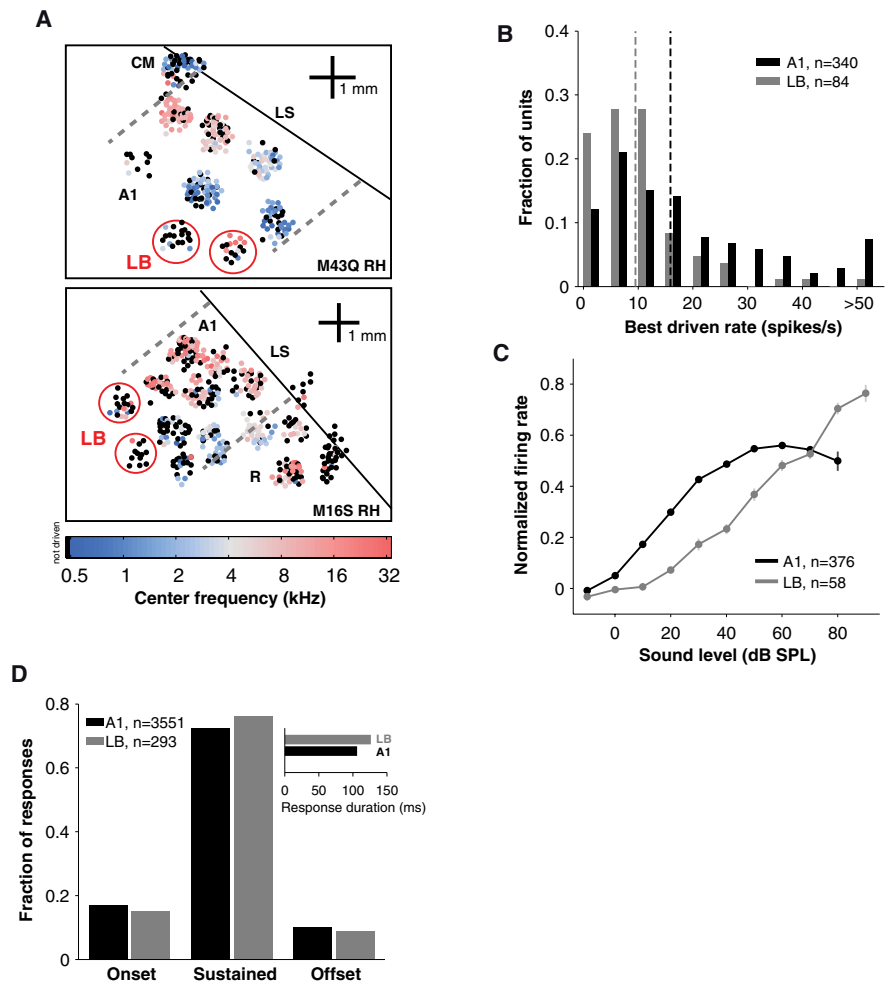 A
CM
LS
1 mm
A1
LB
M43Q RH
A1
LS
1 mm
LB
R
M16S RH
not driven
0.5 1 2 4 8 16 32
Center frequency (kHz)
B
0.4
0.3
0.2
0.1
0
Fraction of units
A1, n=340
LB, n=84
0 10 20 30 40 >50
Best driven rate (spikes/s)
C
0.8
0.6
0.4
0.2
0
Normalized firing rate
A1, n=376
LB, n=58
0 20 40 60 80
Sound level (dB SPL)
D
0.8
0.6
0.4
0.2
0
Fraction of responses
A1, n=3551
LB, n=293
LB
A1
0 50 100 150
Response duration (ms)
Onset Sustained Offset